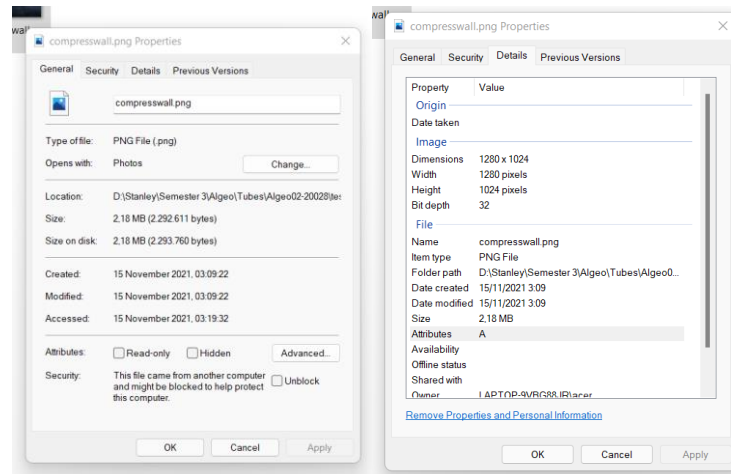 wall
compresswall.png Properties
General Security Details Previous Versions
compresswall.png
Type of file: PNG File (.png)
Opens with: Photos Change...
Location: D:\Stanley\Semester 3\Algeo\Tubes\Algeo02-20028\tes
Size: 2,18 MB (2.292.611 bytes)
Size on disk: 2,18 MB (2.293.760 bytes)
Created: 15 November 2021, 03:09:22
Modified: 15 November 2021, 03:09:22
Accessed: 15 November 2021, 03:19:32
Attributes: Read-only Hidden Advanced...
Security: This file came from another computer
and might be blocked to help protect
this computer.
Unblock
OK Cancel Apply
wall
compresswall.png Properties
General Security Details Previous Versions
Property Value
Origin
Date taken
Image
Dimensions 1280 x 1024
Width 1280 pixels
Height 1024 pixels
Bit depth 32
File
Name compresswall.png
Item type PNG File
Folder path D:\Stanley\Semester 3\Algeo\Tubes\Algeo0...
Date created 15/11/2021 3:09
Date modified 15/11/2021 3:09
Size 2,18 MB
Attributes A
Availability
Offline status
Shared with
Owner LAPTOP-9VBG88JR\acer
Remove Properties and Personal Information
OK Cancel Apply